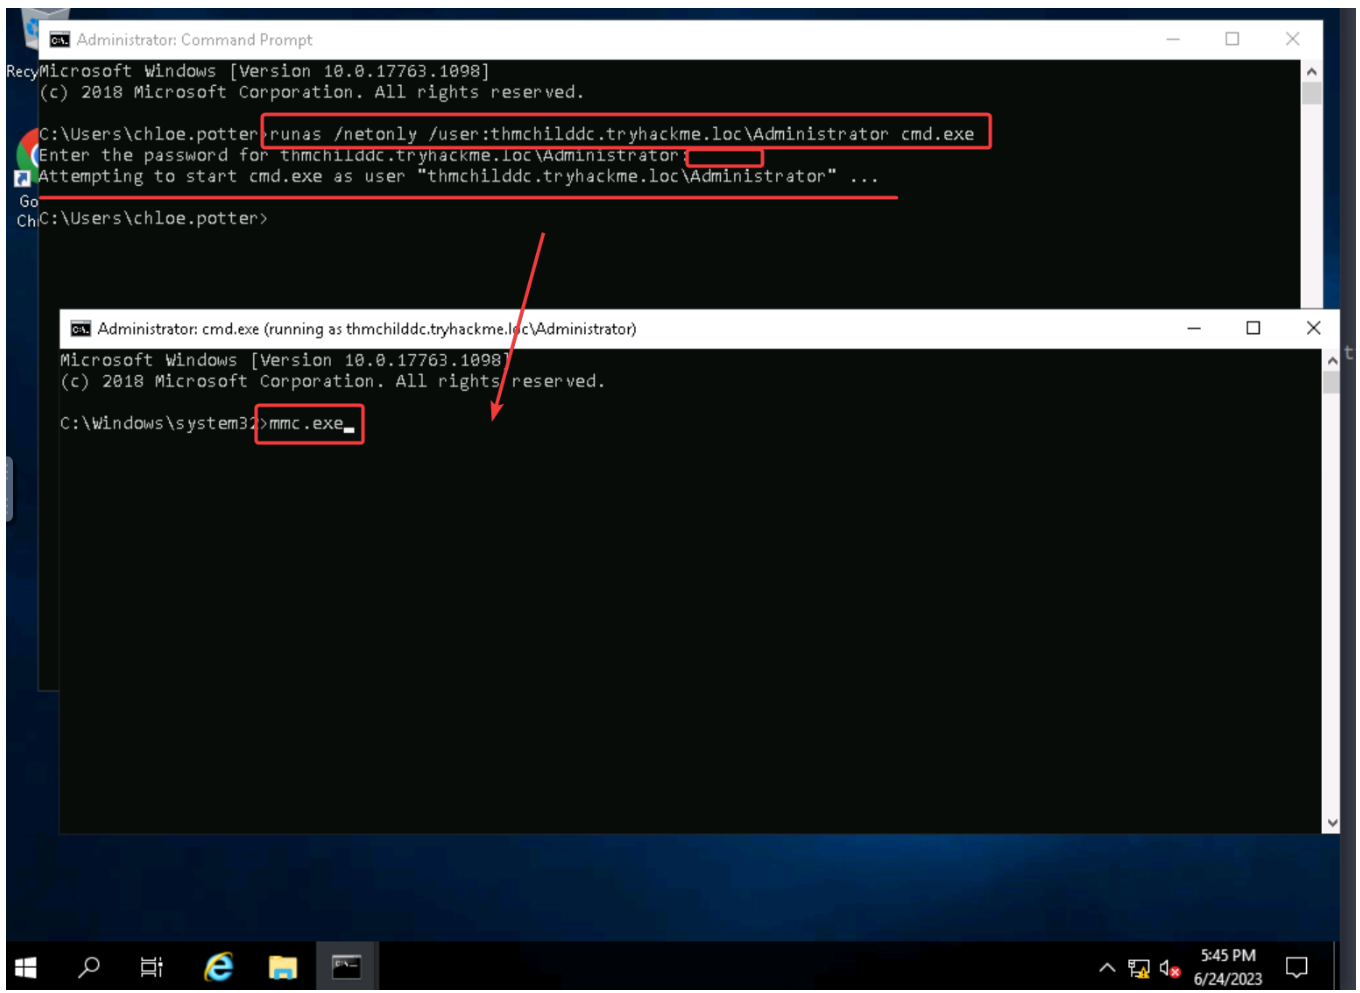 Administrator: Command Prompt
Recy
Microsoft Windows [Version 10.0.17763.1098]
(c) 2018 Microsoft Corporation. All rights reserved.
C:\Users\chloe.potter>runas /netonly /user:thmchilddc.tryhackme.loc\Administrator cmd.exe
Enter the password for thmchilddc.tryhackme.loc\Administrator:
Attempting to start cmd.exe as user "thmchilddc.tryhackme.loc\Administrator" ...
Go
Ch
C:\Users\chloe.potter>
Administrator: cmd.exe (running as thmchilddc.tryhackme.loc\Administrator)
Microsoft Windows [Version 10.0.17763.1098]
(c) 2018 Microsoft Corporation. All rights reserved.
C:\Windows\system32>mmc.exe
t
5:45 PM
6/24/2023